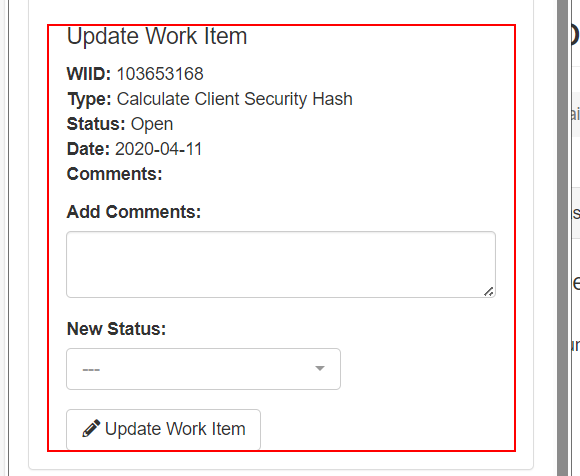 Update Work Item
WIID: 103653168
Type: Calculate Client Security Hash
Status: Open
Date: 2020-04-11
Comments:
Add Comments:
New Status:
---
Update Work Item